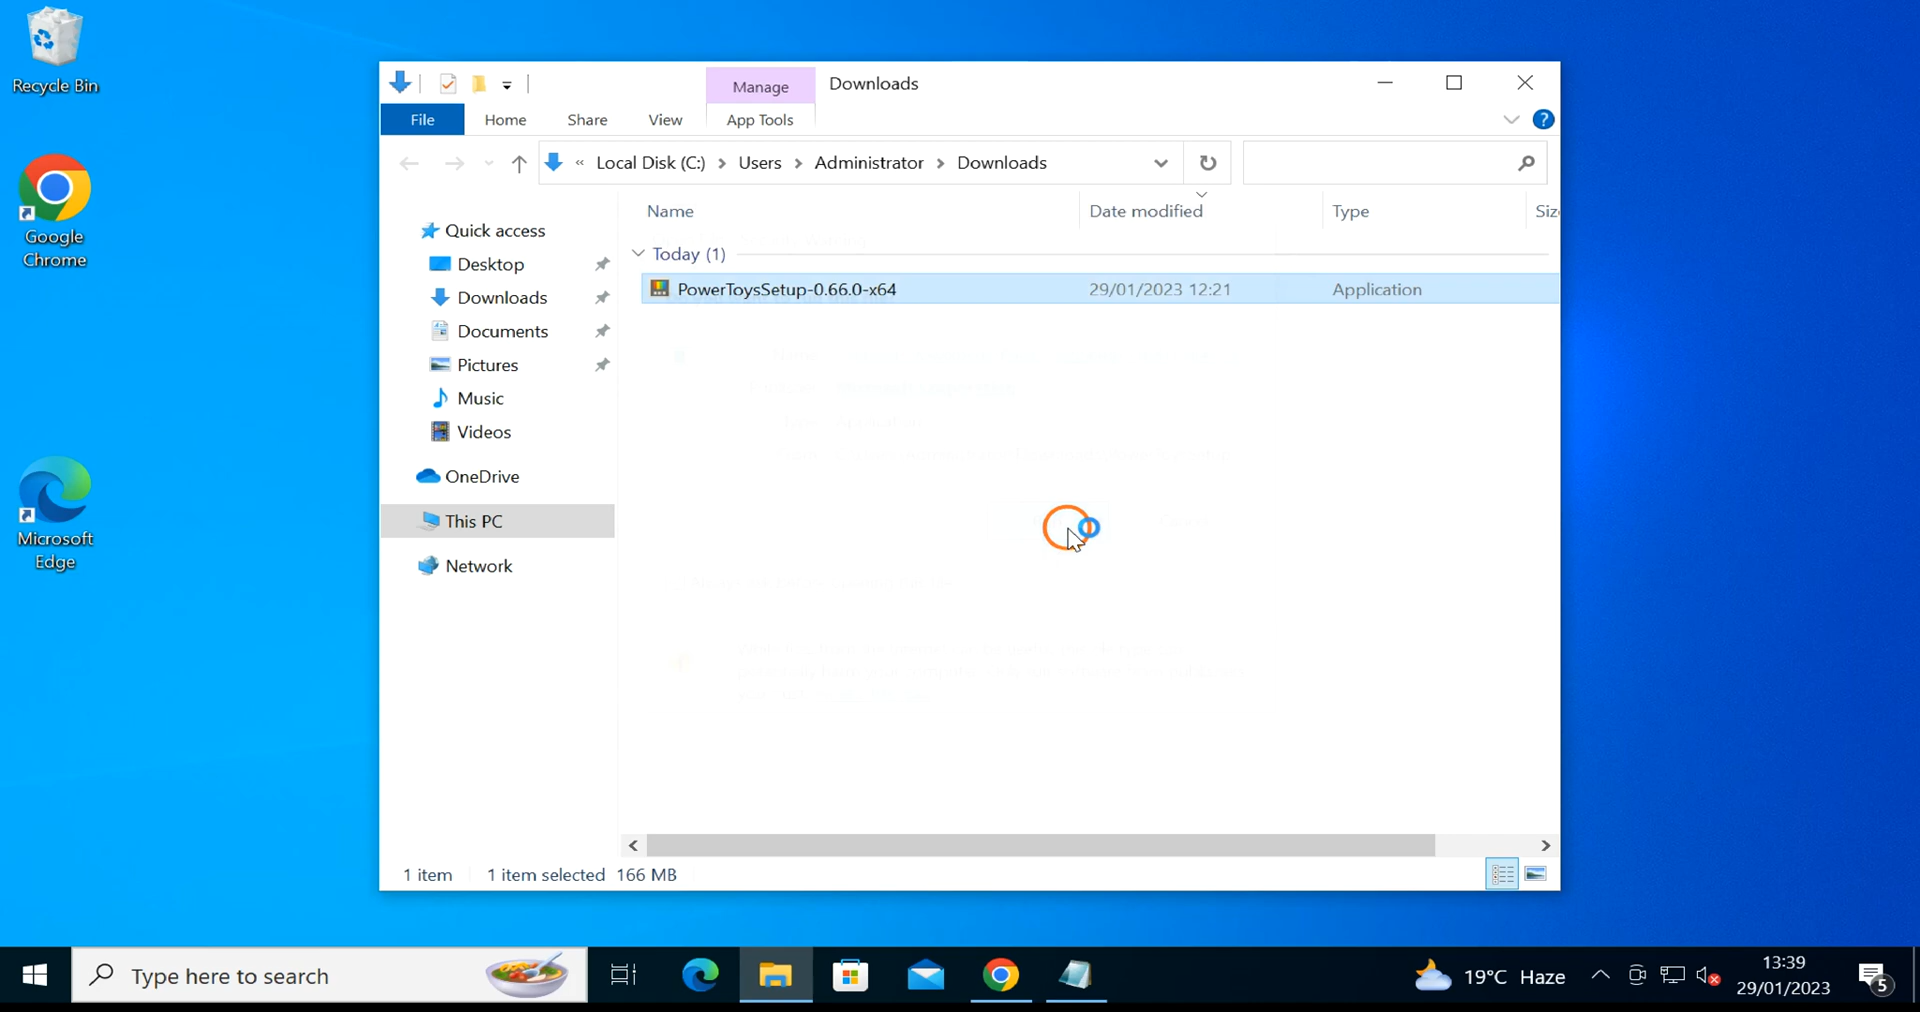 Recycle Bin
Google
Chrome
Microsoft
Edge
Manage
Downloads
File
Home
Share
View
App Tools
?
« Local Disk (C:) > Users > Administrator > Downloads
Name
Date modified
Type
Siz
Today (1)
PowerToysSetup-0.66.0-x64
29/01/2023 12:21
Application
Quick access
Desktop
Downloads
Documents
Pictures
Music
Videos
OneDrive
This PC
Network
1 item
1 item selected 166 MB
Type here to search
19°C Haze
13:39
29/01/2023
5